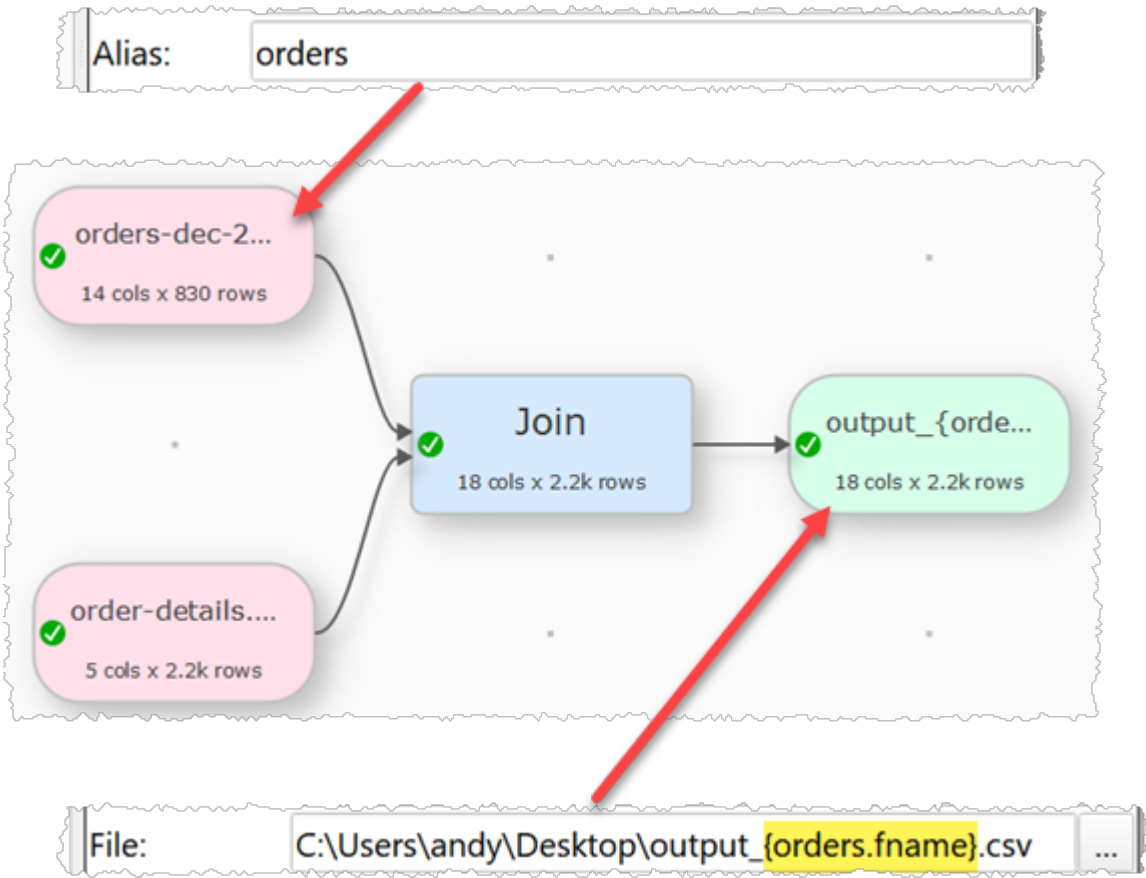 Alias: orders
orders-dec-2...
14 cols x 830 rows
Join
18 cols x 2.2k rows
output_{orde...
18 cols x 2.2k rows
order-details....
5 cols x 2.2k rows
File: C:\Users\andy\Desktop\output_{orders.fname}.csv ...